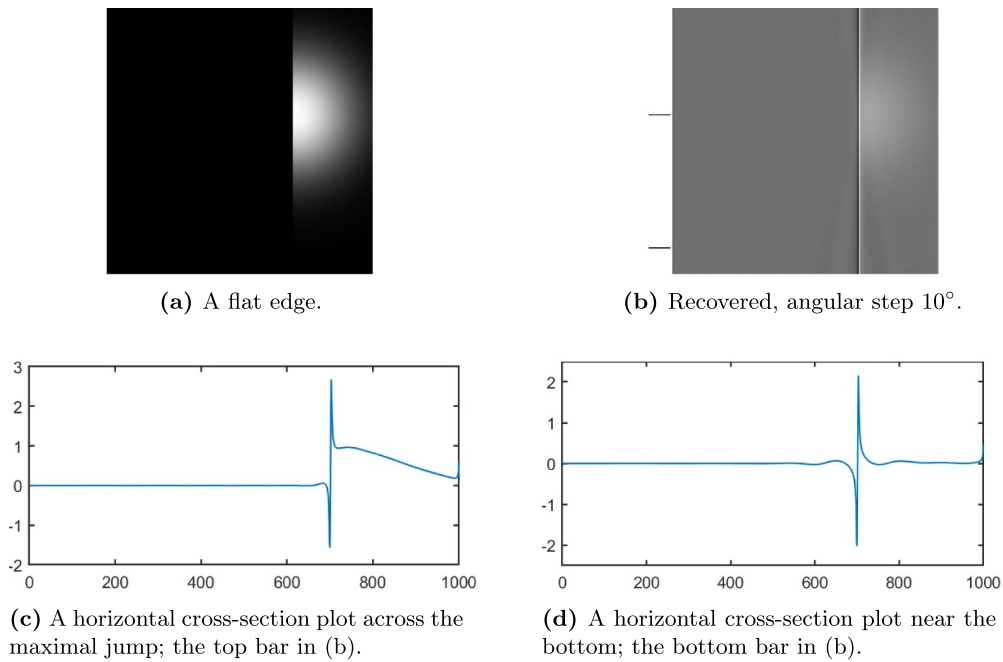 (a) A flat edge.
(b) Recovered, angular step 10°.
3
2
1
0
-1
-2
0 200 400 600 800 1000
2
1
0
-1
-2
0 200 400 600 800 1000
(c) A horizontal cross-section plot across the
maximal jump; the top bar in (b).
(d) A horizontal cross-section plot near the
bottom; the bottom bar in (b).